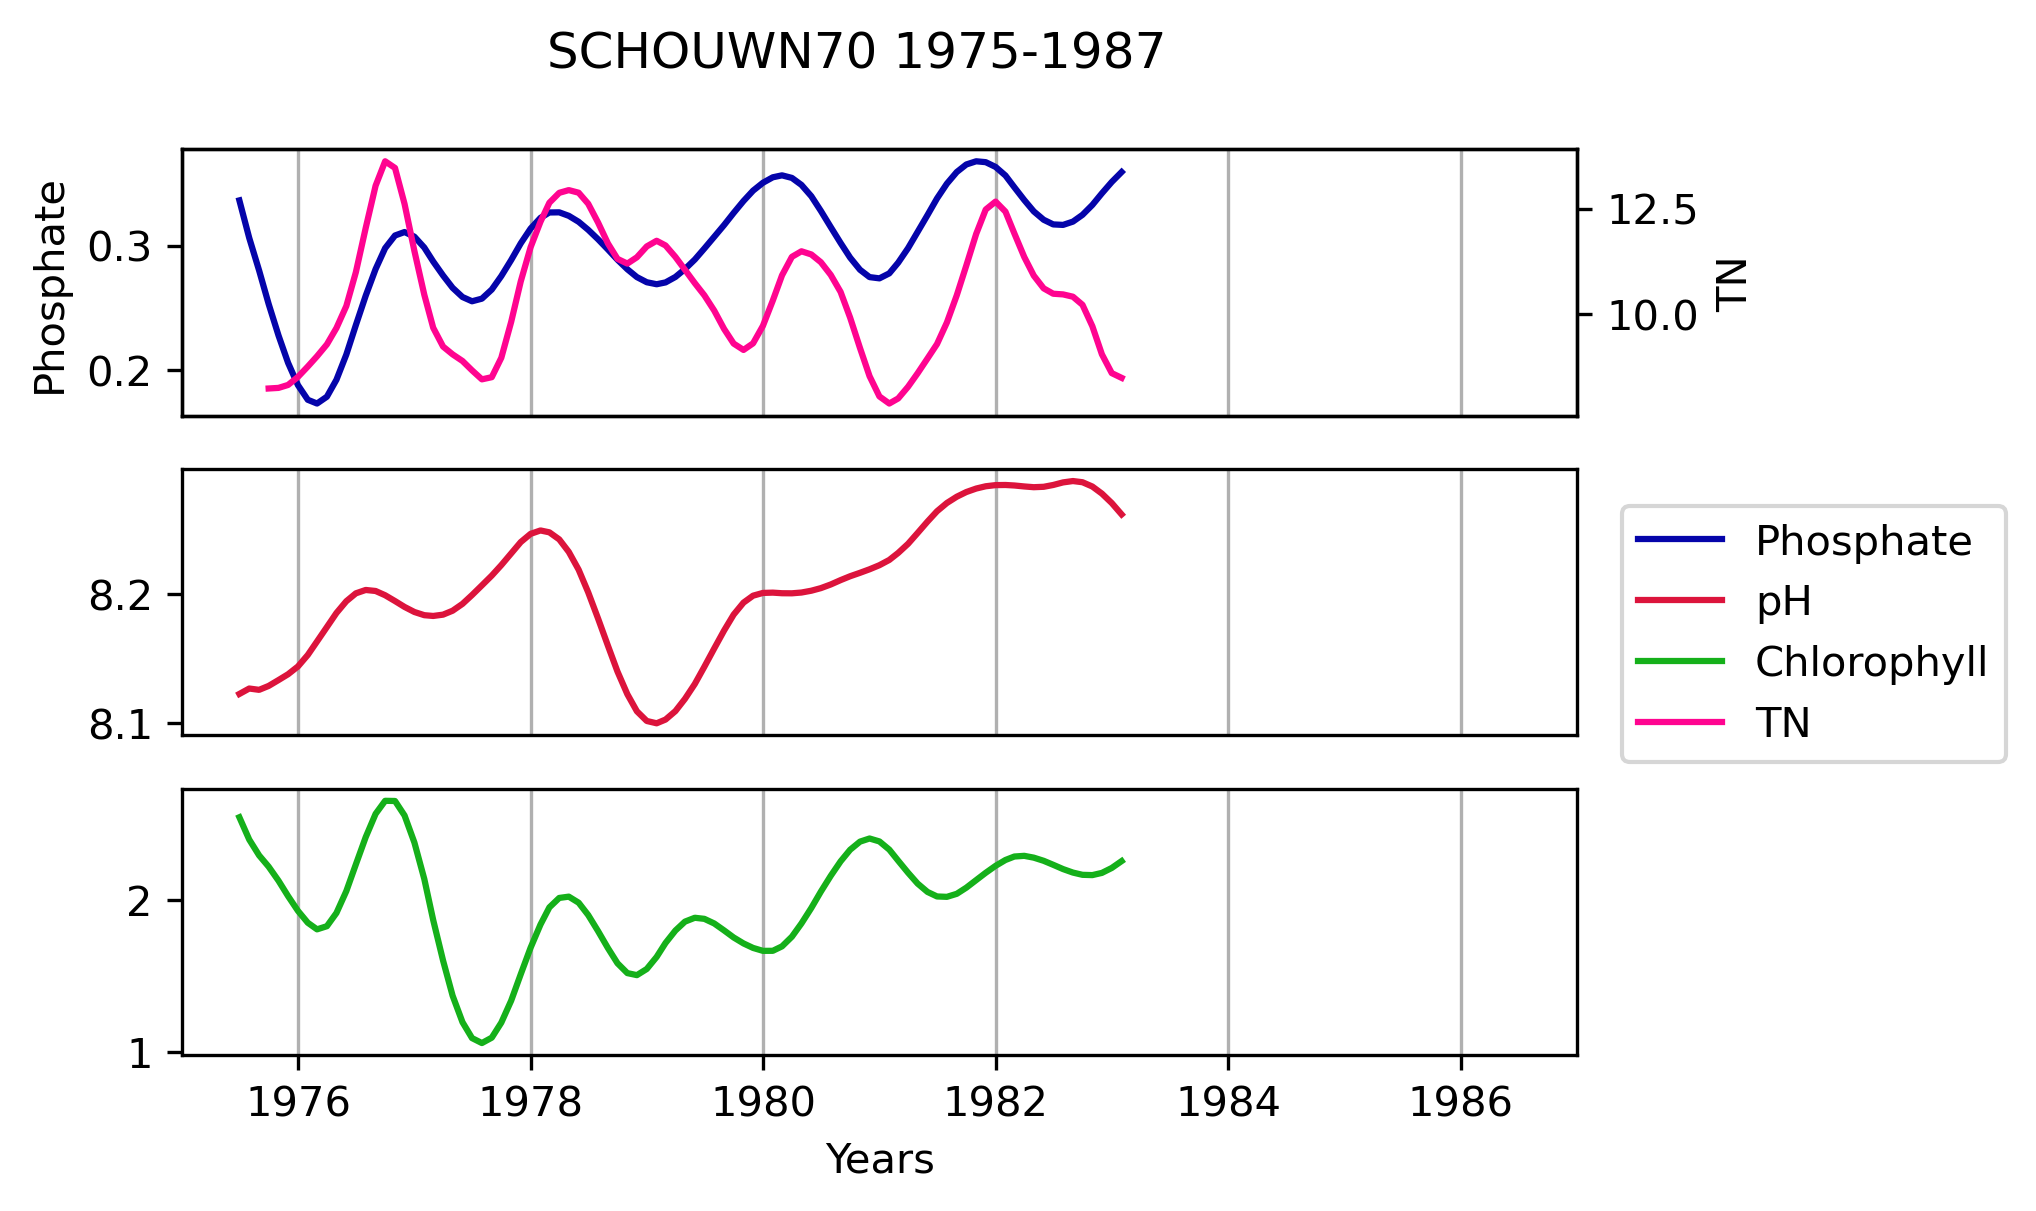 SCHOUWN70 1975-1987
Phosphate
0.3
0.2
12.5
10.0
TN
8.2
8.1
Phosphate
pH
Chlorophyll
TN
2
1
1976 1978 1980 1982 1984 1986
Years